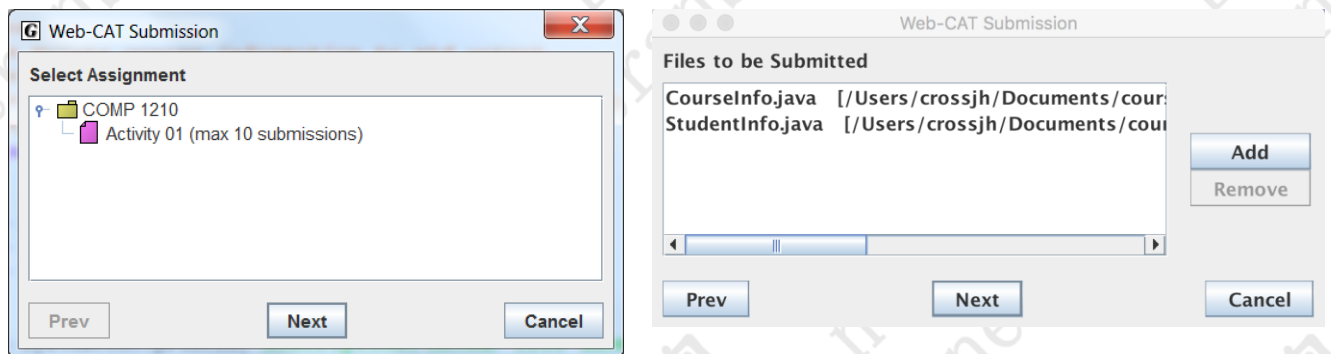 Web-CAT Submission
Select Assignment
COMP 1210
Activity 01 (max 10 submissions)
Prev Next Cancel
Web-CAT Submission
Files to be Submitted
CourseInfo.java [/Users/crossjh/Documents/cour
StudentInfo.java [/Users/crossjh/Documents/cou
Add
Remove
Prev Next Cancel